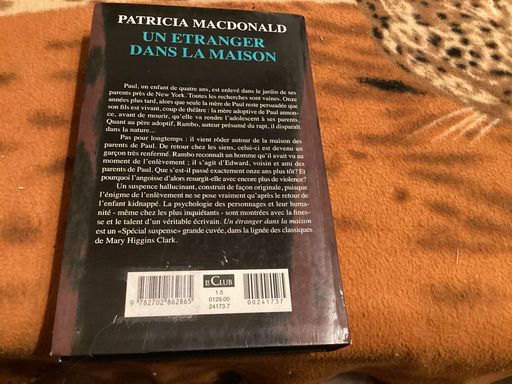 PATRICIA MACDONALD
UN ETRANGER
DANS LA MAISON
Paul, un enfant de quatre ans, est enlevé dans le jardin de ses
parents près de New York. Toutes les recherches sont vaines. Onze
années plus tard, alors que seule la mère de Paul reste persuadée que
son fils est vivant, coup de théâtre : la mère adoptive de Paul annon-
ce, avant de mourir, qu'elle va rendre l'adolescent à ses parents.
Quant au père adoptif, Rambo, auteur présumé du rapt, il disparaît
dans la nature...
Pas pour longtemps : il vient rôder autour de la maison des
parents de Paul. De retour chez les siens, celui-ci est devenu un
garçon très renfermé. Rambo reconnaît un homme qu'il avait vu au
moment de l'enlèvement ; il s'agit d'Edward, voisin et ami des
parents de Paul. Que s'est-il passé exactement onze ans plus tôt? Et
pourquoi l'angoisse d'alors resurgit-elle avec encore plus de violence?
Un suspense hallucinant, construit de façon originale, puisque
l'énigme de l'enlèvement ne se pose vraiment qu'après le retour de
l'enfant kidnappé. La psychologie des personnages et leur huma-
nité - même chez les plus inquiétants - sont montrées avec la fines-
se et le talent d'un véritable écrivain. Un étranger dans la maison
est un «Spécial suspense» grande cuvée, dans la lignée des classiques
de Mary Higgins Clark.
LE CLUB
1.5
0129.00
24173.7
9 782702 862865
00241737